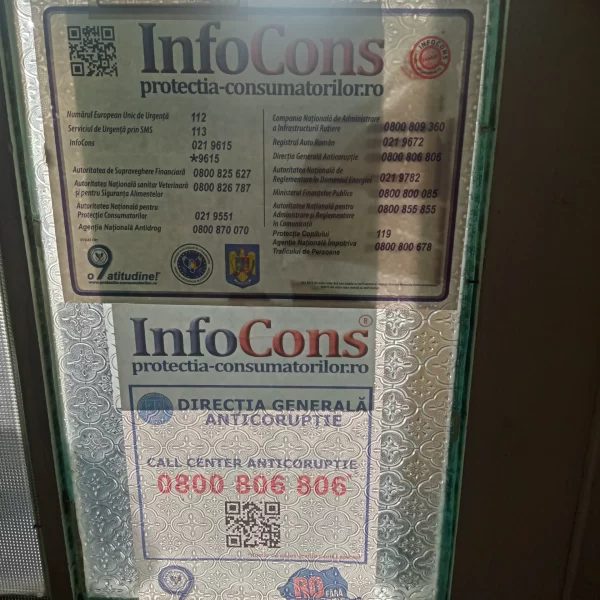 InfoCons
protectia-consumatorilor.ro
INFOCONS
Numărul European Unic de Urgență 112
Serviciul de Urgență prin SMS 113
InfoCons 021 9615
*9615
Autoritatea de Supraveghere Financiară 0800 825 627
Autoritatea Națională Sanitar Veterinară
și pentru Siguranța Alimentelor 0800 826 787
Autoritatea Națională pentru
Protecția Consumatorilor 021 9551
Agenția Națională Antidrog 0800 870 070
Compania Națională de Administrare
a Infrastructurii Rutiere 0800 809 360
Registrul Auto Român 021 9672
Direcția Generală Anticorupție 0800 806 806
Autoritatea Națională de
Reglementare în Domeniul Energiei 021 9782
Ministerul Finanțelor Publice 0800 800 085
Autoritatea Națională pentru
Administrare și Reglementare
în Comunicații 0800 855 855
Protecția Copilului 119
Agenția Națională Împotriva
Traficului de Persoane 0800 800 678
o 9atitudine!
InfoCons®
protectia-consumatorilor.ro
DIRECȚIA GENERALĂ
ANTICORUPȚIE
CALL CENTER ANTICORUPȚIE
0800 806 806*
RO